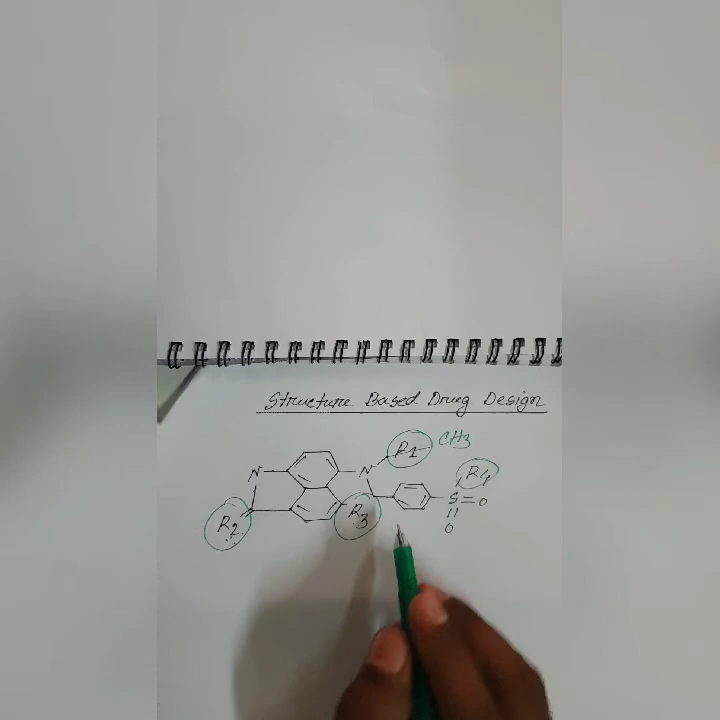 Structure Based Drug Design
R1 CH3
N N R4
R2 R3 S=O
O